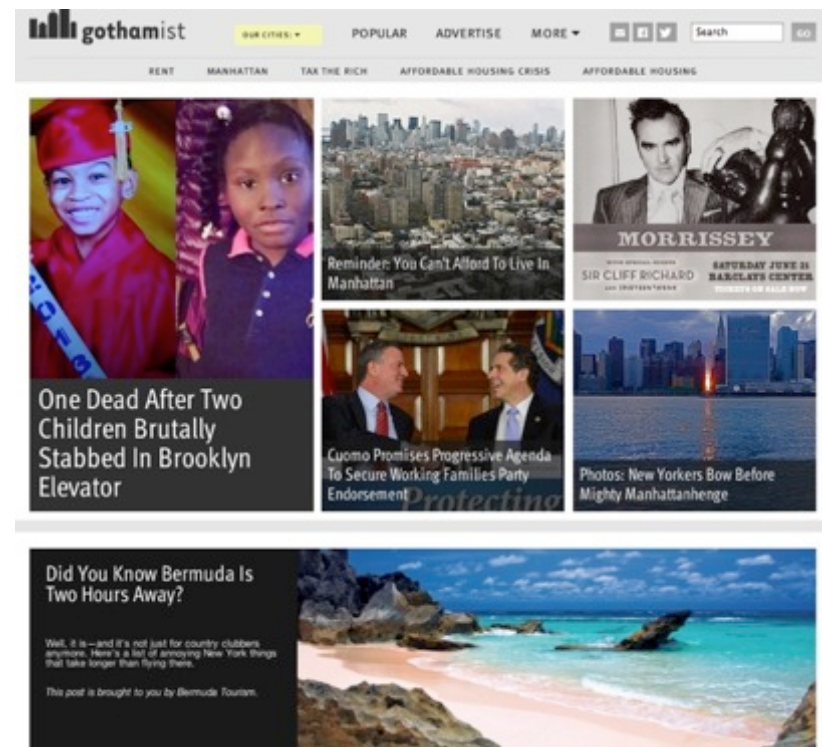 gothamist
OUR CITIES:
POPULAR
ADVERTISE
MORE
Search
GO
RENT
MANHATTAN
TAX THE RICH
AFFORDABLE HOUSING CRISIS
AFFORDABLE HOUSING
One Dead After Two
Children Brutally
Stabbed In Brooklyn
Elevator
Reminder: You Can't Afford To Live In
Manhattan
MORRISSEY
WITH SPECIAL GUESTS
SIR CLIFF RICHARD
SATURDAY JUNE 21
BARCLAYS CENTER
TICKETS ON SALE NOW
Cuomo Promises Progressive Agenda
To Secure Working Families Party
Endorsement
Protecting
Photos: New Yorkers Bow Before
Mighty Manhattanhenge
Did You Know Bermuda Is
Two Hours Away?
Well, it is—and it's not just for country clubbers
anymore. Here's a list of annoying New York things
that take longer than flying there.
This post is brought to you by Bermuda Tourism.